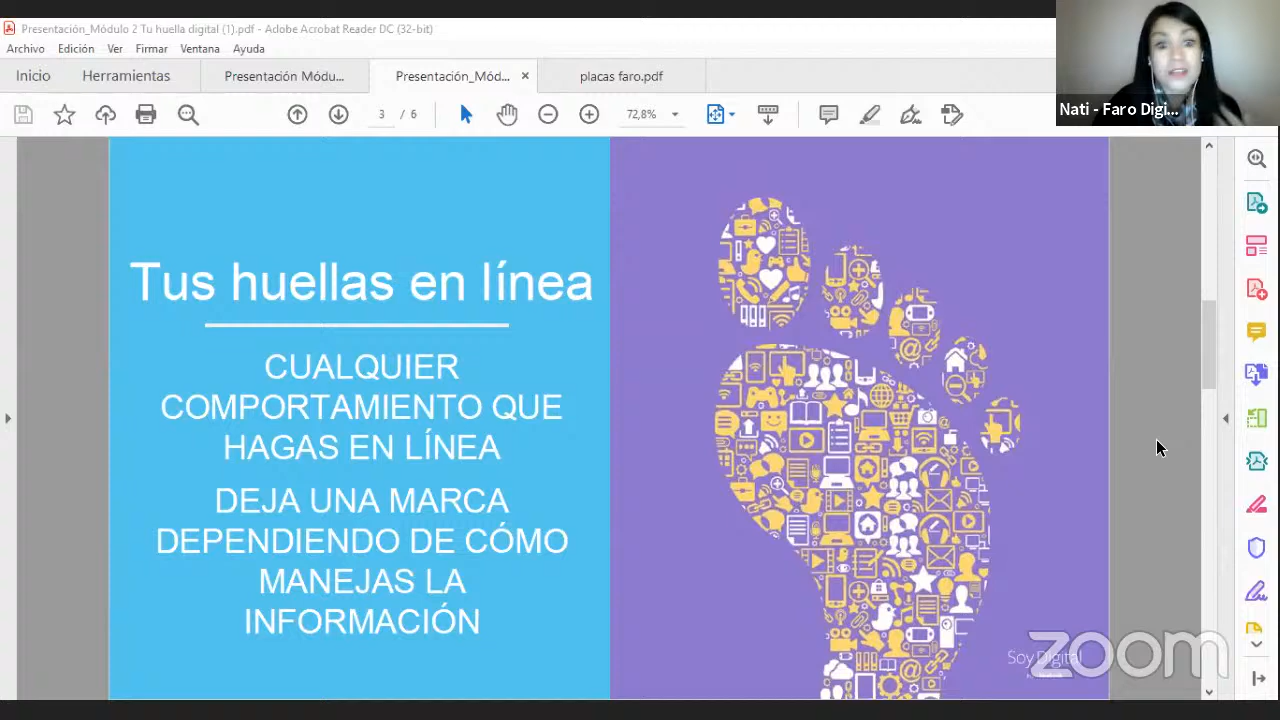 Presentación_Módulo 2 Tu huella digital (1).pdf - Adobe Acrobat Reader DC (32-bit)
Archivo Edición Ver Firmar Ventana Ayuda
Inicio Herramientas Presentación Módu... Presentación_Mód... × placas faro.pdf
3 / 6 72,8%
Nati - Faro Digi...
Tus huellas en línea
CUALQUIER
COMPORTAMIENTO QUE
HAGAS EN LÍNEA
DEJA UNA MARCA
DEPENDIENDO DE CÓMO
MANEJAS LA
INFORMACIÓN
Soy Digital
zoom